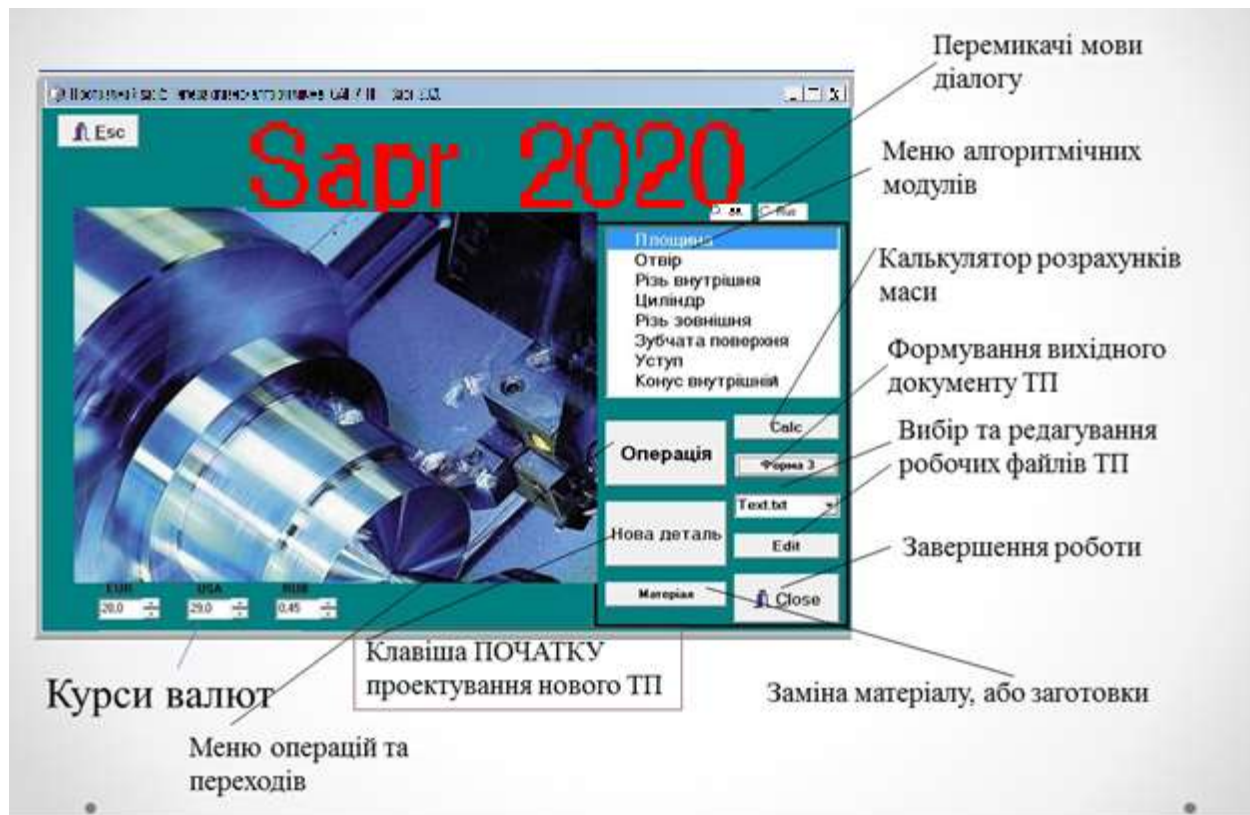 Перемикачі мови
діалогу
Esc
Sapr 2020
Меню алгоритмічних
модулів
Площина
Отвір
Різь внутрішня
Циліндр
Різь зовнішня
Зубчата поверхня
Уступ
Конус внутрішній
Калькулятор розрахунків
маси
Формування вихідного
документу ТП
Calc
Операція
Форма 3
Вибір та редагування
робочих файлів ТП
Text.txt
Нова деталь
Edit
Завершення роботи
Матеріал
Close
EUR USA RUB
28,0 29,0 0,45
Клавіша ПОЧАТКУ
проектування нового ТП
Курси валют
Заміна матеріалу, або заготовки
Меню операцій та
переходів